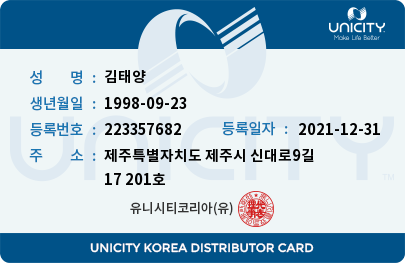 UNICITY
Make Life Better
성 명 : 김태양
생년월일 : 1998-09-23
등록번호 : 223357682 등록일자 : 2021-12-31
주 소 : 제주특별자치도 제주시 신대로9길
17 201호
UNICITY
유니시티코리아(유)
UNICITY KOREA DISTRIBUTOR CARD